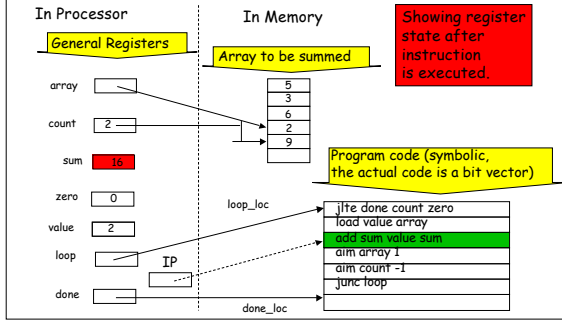 In Processor
In Memory
Showing register
state after
instruction
is executed.
General Registers
Array to be summed
array
5
3
6
2
9
count
2
sum
16
Program code (symbolic,
the actual code is a bit vector)
zero
0
loop_loc
jlte done count zero
load value array
add sum value sum
aim array 1
aim count -1
junc loop
value
2
loop
IP
done
done_loc